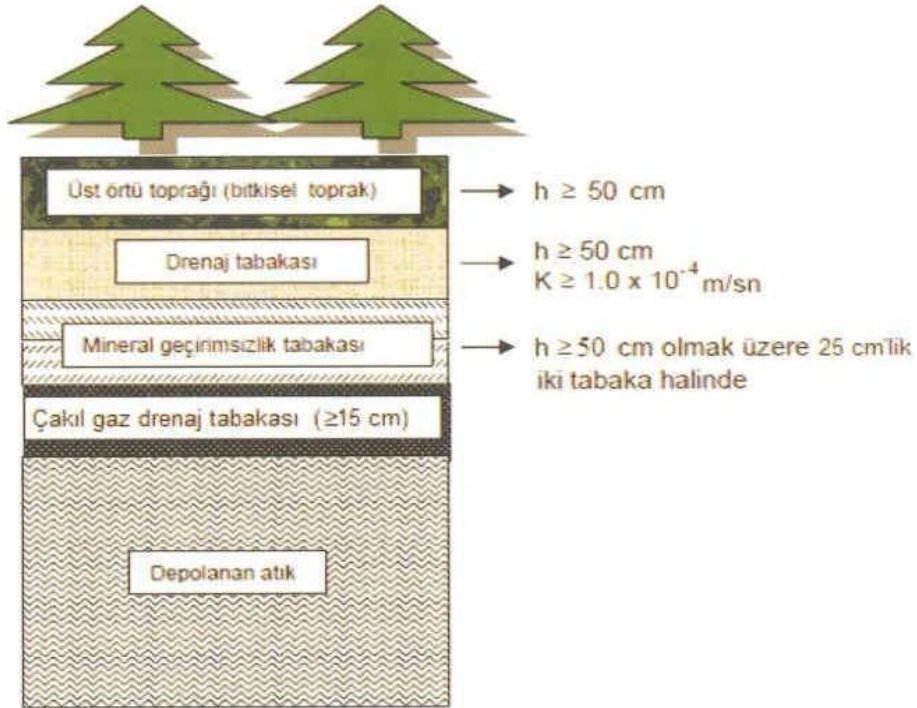 Üst örtü toprağı (bitkisel toprak)
h ≥ 50 cm
Drenaj tabakası
h ≥ 50 cm
K ≥ 1.0 x 10⁻⁴ m/sn
Mineral geçirimsizlik tabakası
h ≥50 cm olmak üzere 25 cm'lik
iki tabaka halinde
Çakıl gaz drenaj tabakası (≥15 cm)
Depolanan atık